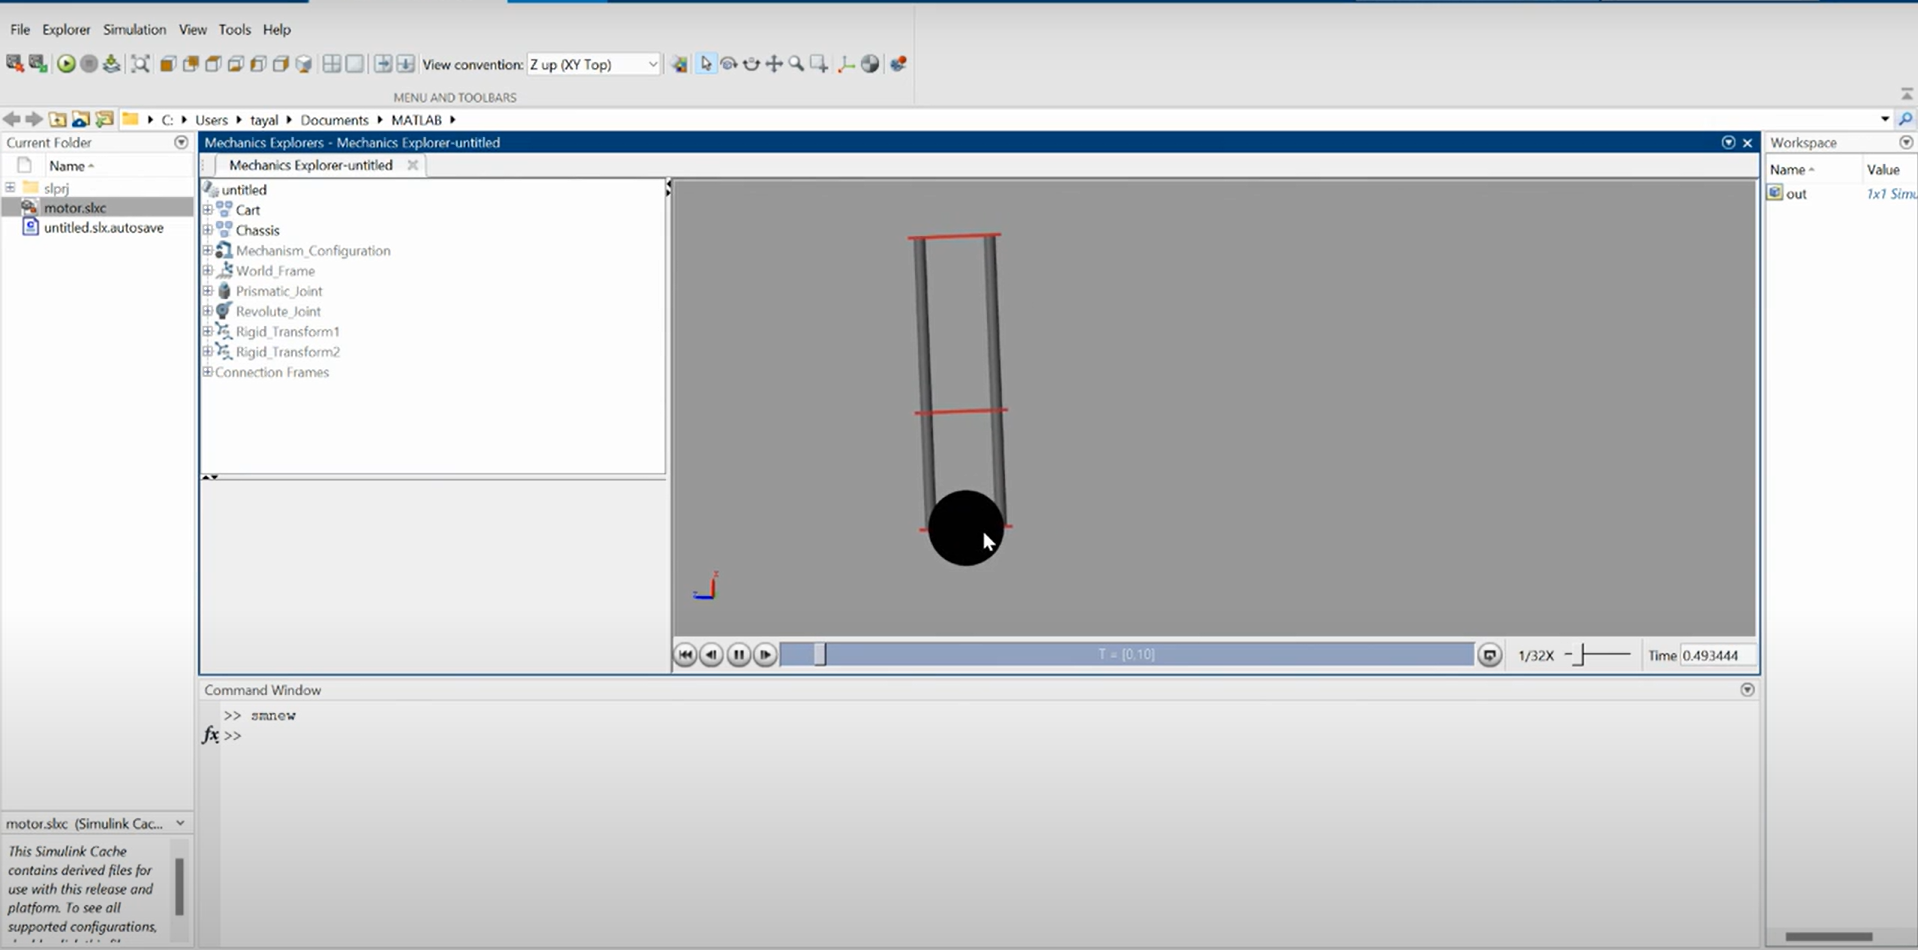 File Explorer Simulation View Tools Help
View convention: Z up (XY Top)
MENU AND TOOLBARS
C: Users tayal Documents MATLAB
Current Folder
Name
slprj
motor.slxc
untitled.slx.autosave
Mechanics Explorers - Mechanics Explorer-untitled
Mechanics Explorer-untitled
untitled
Cart
Chassis
Mechanism_Configuration
World_Frame
Prismatic_Joint
Revolute_Joint
Rigid_Transform1
Rigid_Transform2
Connection Frames
T = [0,10]
1/32X
Time 0.493444
Workspace
Name Value
out 1x1 Simu
Command Window
>> smnew
fx >>
motor.slxc (Simulink Cac...
This Simulink Cache
contains derived files for
use with this release and
platform. To see all
supported configurations,